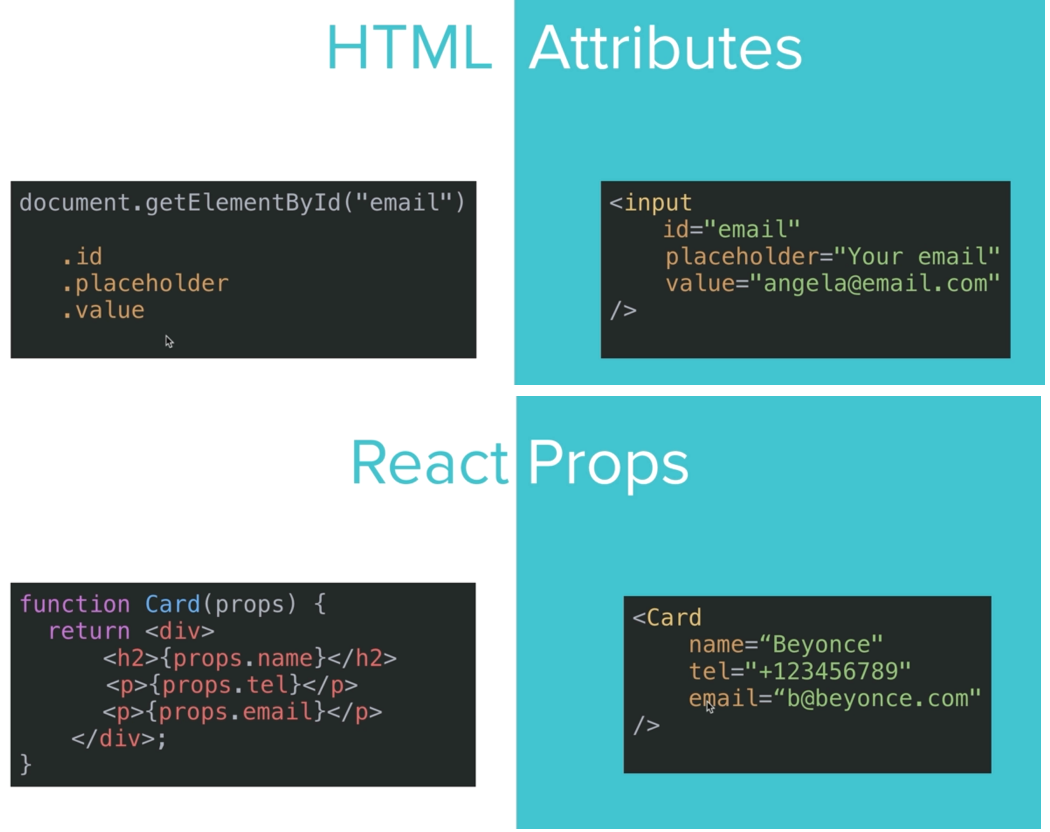 HTML Attributes
document.getElementById("email")
.id
.placeholder
.value
<input
id="email"
placeholder="Your email"
value="angela@email.com"
/>
React Props
function Card(props) {
return <div>
<h2>{props.name}</h2>
<p>{props.tel}</p>
<p>{props.email}</p>
</div>;
}
<Card
name=“Beyonce"
tel="+123456789"
email=“b@beyonce.com"
/>